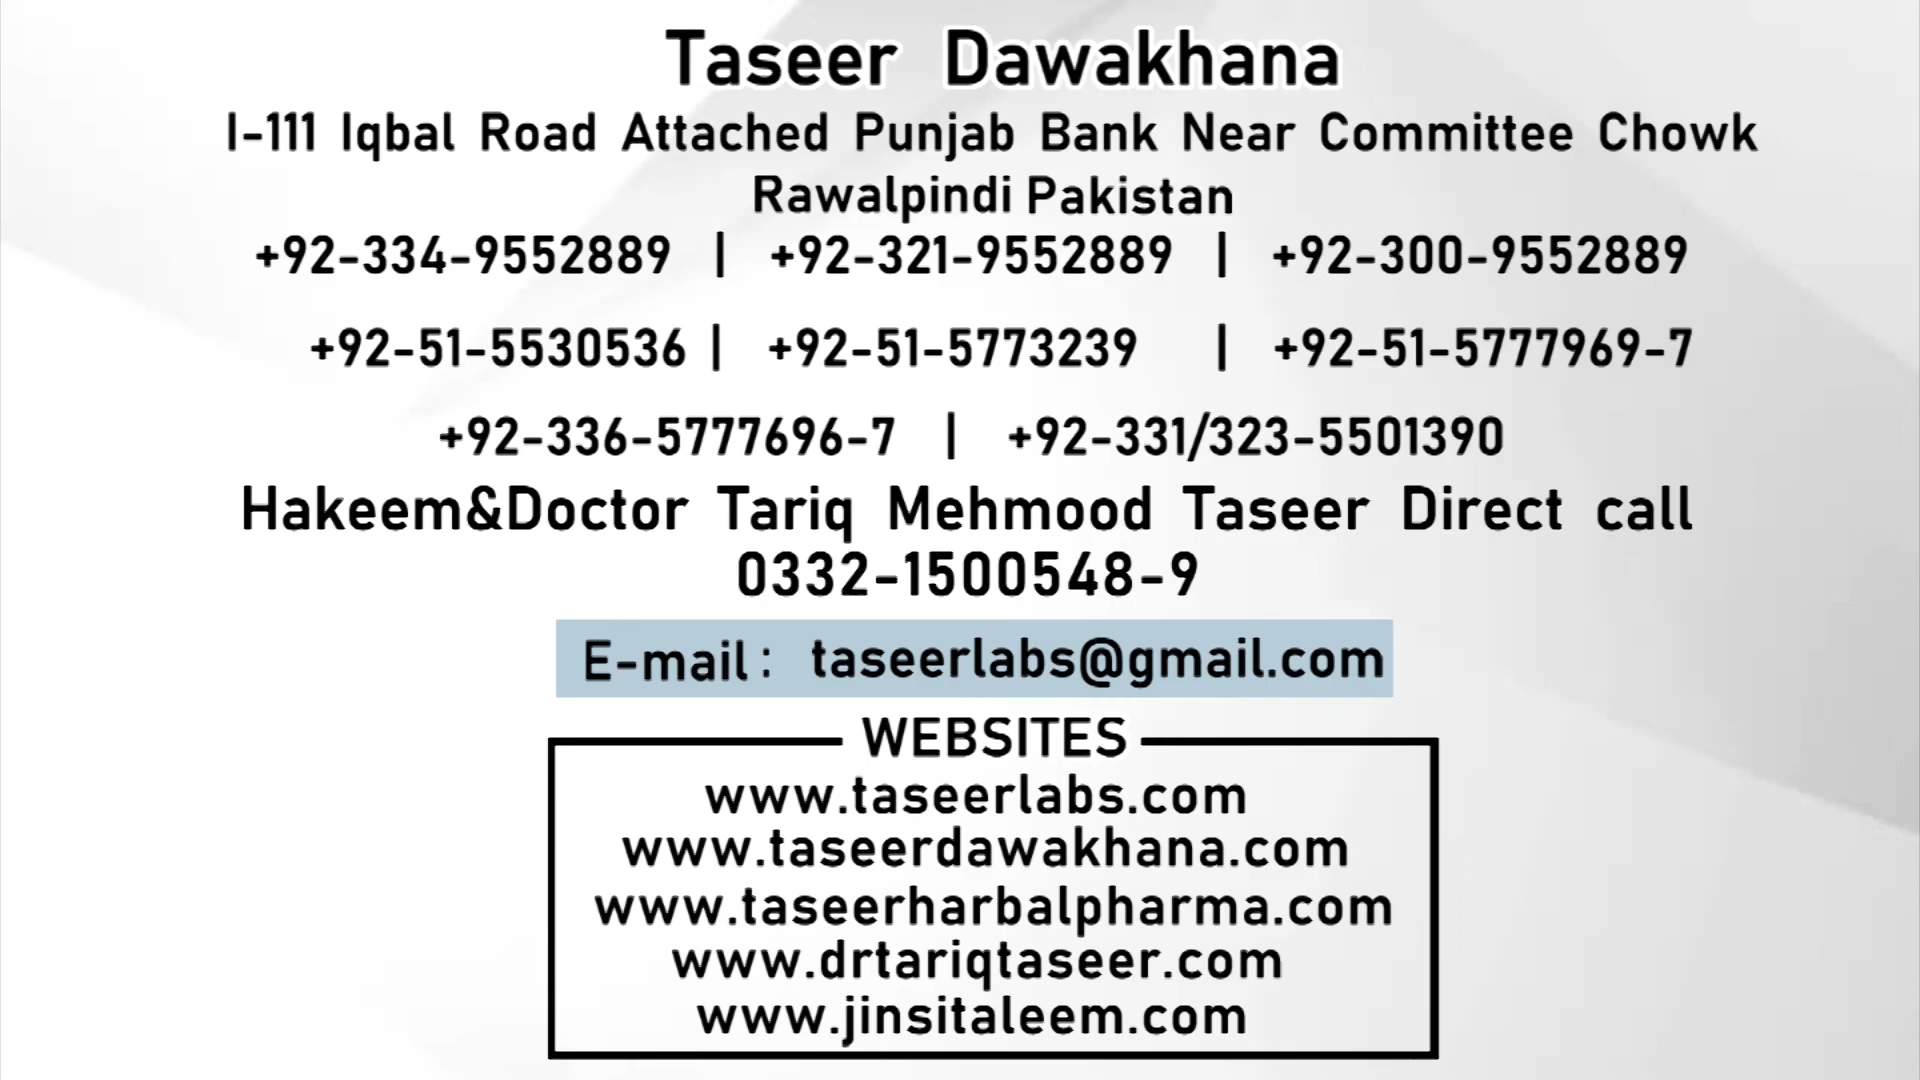 Taseer Dawakhana
I-111 Iqbal Road Attached Punjab Bank Near Committee Chowk
Rawalpindi Pakistan
+92-334-9552889 | +92-321-9552889 | +92-300-9552889
+92-51-5530536 | +92-51-5773239 | +92-51-5777969-7
+92-336-5777696-7 | +92-331/323-5501390
Hakeem&Doctor Tariq Mehmood Taseer Direct call
0332-1500548-9
E-mail : taseerlabs@gmail.com
WEBSITES
www.taseerlabs.com
www.taseerdawakhana.com
www.taseerharbalpharma.com
www.drtariqtaseer.com
www.jinsitaleem.com